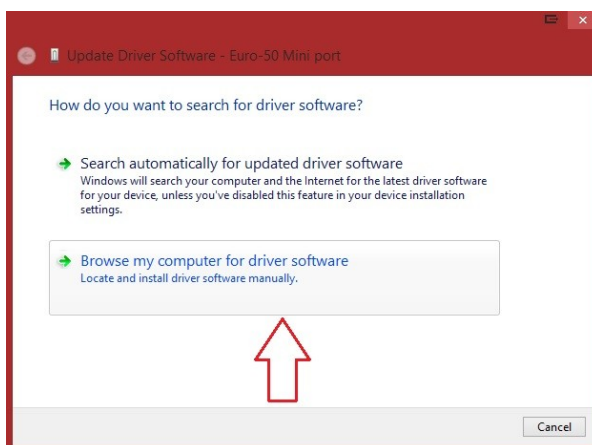 Update Driver Software - Euro-50 Mini port
How do you want to search for driver software?
Search automatically for updated driver software
Windows will search your computer and the Internet for the latest driver software
for your device, unless you've disabled this feature in your device installation
settings.
Browse my computer for driver software
Locate and install driver software manually.
Cancel